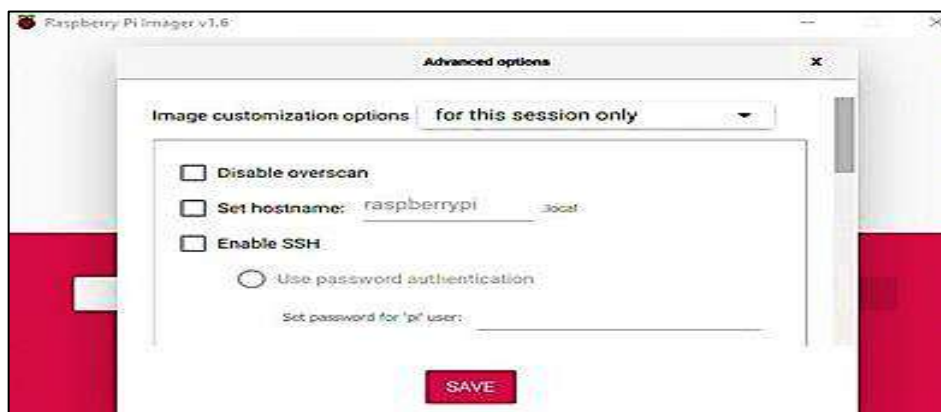 Raspberry Pi Imager v1.6
Advanced options
x
Image customization options for this session only
Disable overscan
Set hostname: raspberrypi .local
Enable SSH
Use password authentication
Set password for 'pi' user:
SAVE